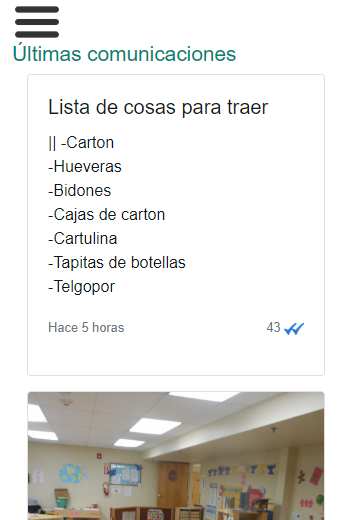 Últimas comunicaciones
Lista de cosas para traer
|| -Carton
-Hueveras
-Bidones
-Cajas de carton
-Cartulina
-Tapitas de botellas
-Telgopor
Hace 5 horas 43